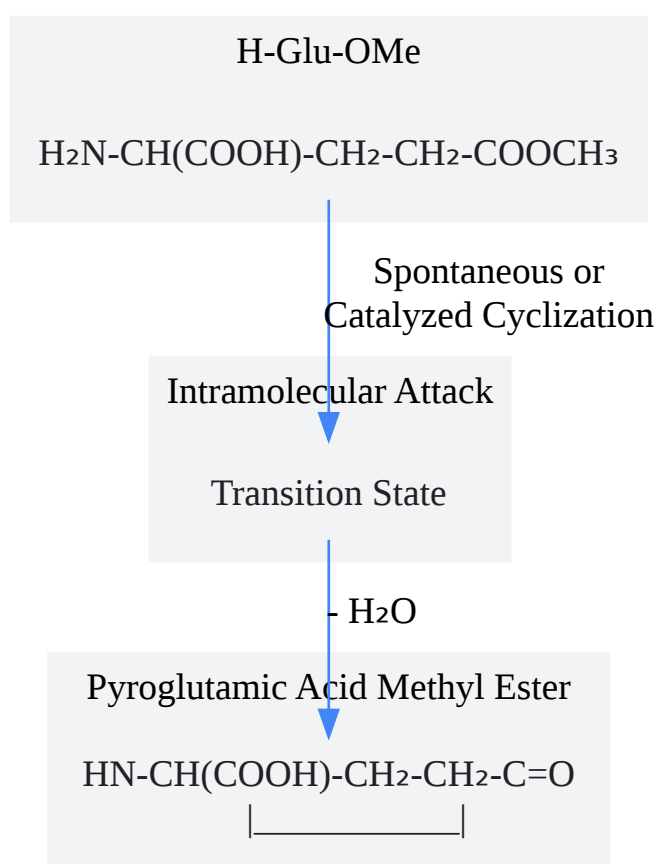 H-Glu-OMe
H₂N-CH(COOH)-CH₂-CH₂-COOCH₃
Spontaneous or
Catalyzed Cyclization
Intramolecular Attack
Transition State
- H₂O
Pyroglutamic Acid Methyl Ester
HN-CH(COOH)-CH₂-CH₂-C=O
|___________|